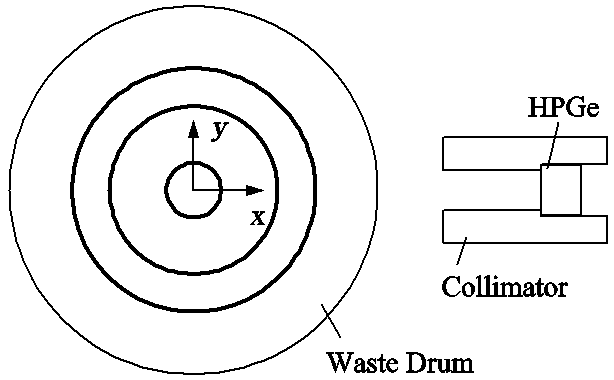 HPGe
y
x
Collimator
Waste Drum